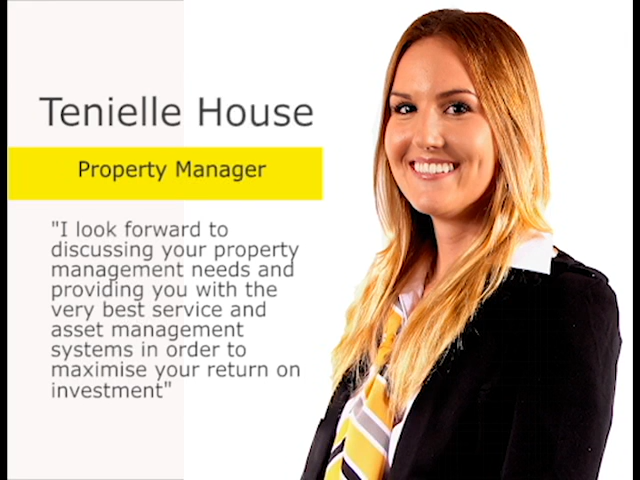 Tenielle House
Property Manager
"I look forward to
discussing your property
management needs and
providing you with the
very best service and
asset management
systems in order to
maximise your return on
investment"